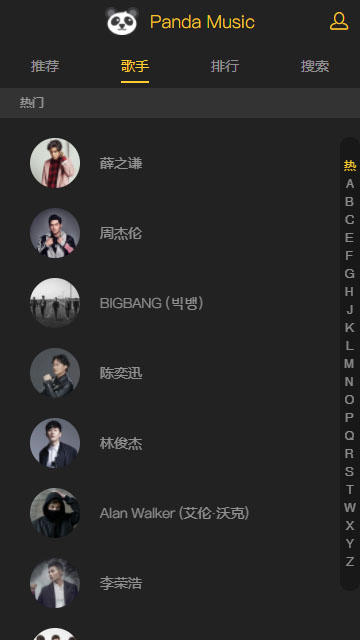 Panda Music
推荐 歌手 排行 搜索
热门
薛之谦
周杰伦
BIGBANG (빅뱅)
陈奕迅
林俊杰
Alan Walker (艾伦·沃克)
李荣浩
热
A
B
C
E
F
G
H
J
K
L
M
N
O
P
Q
R
S
T
W
X
Y
Z